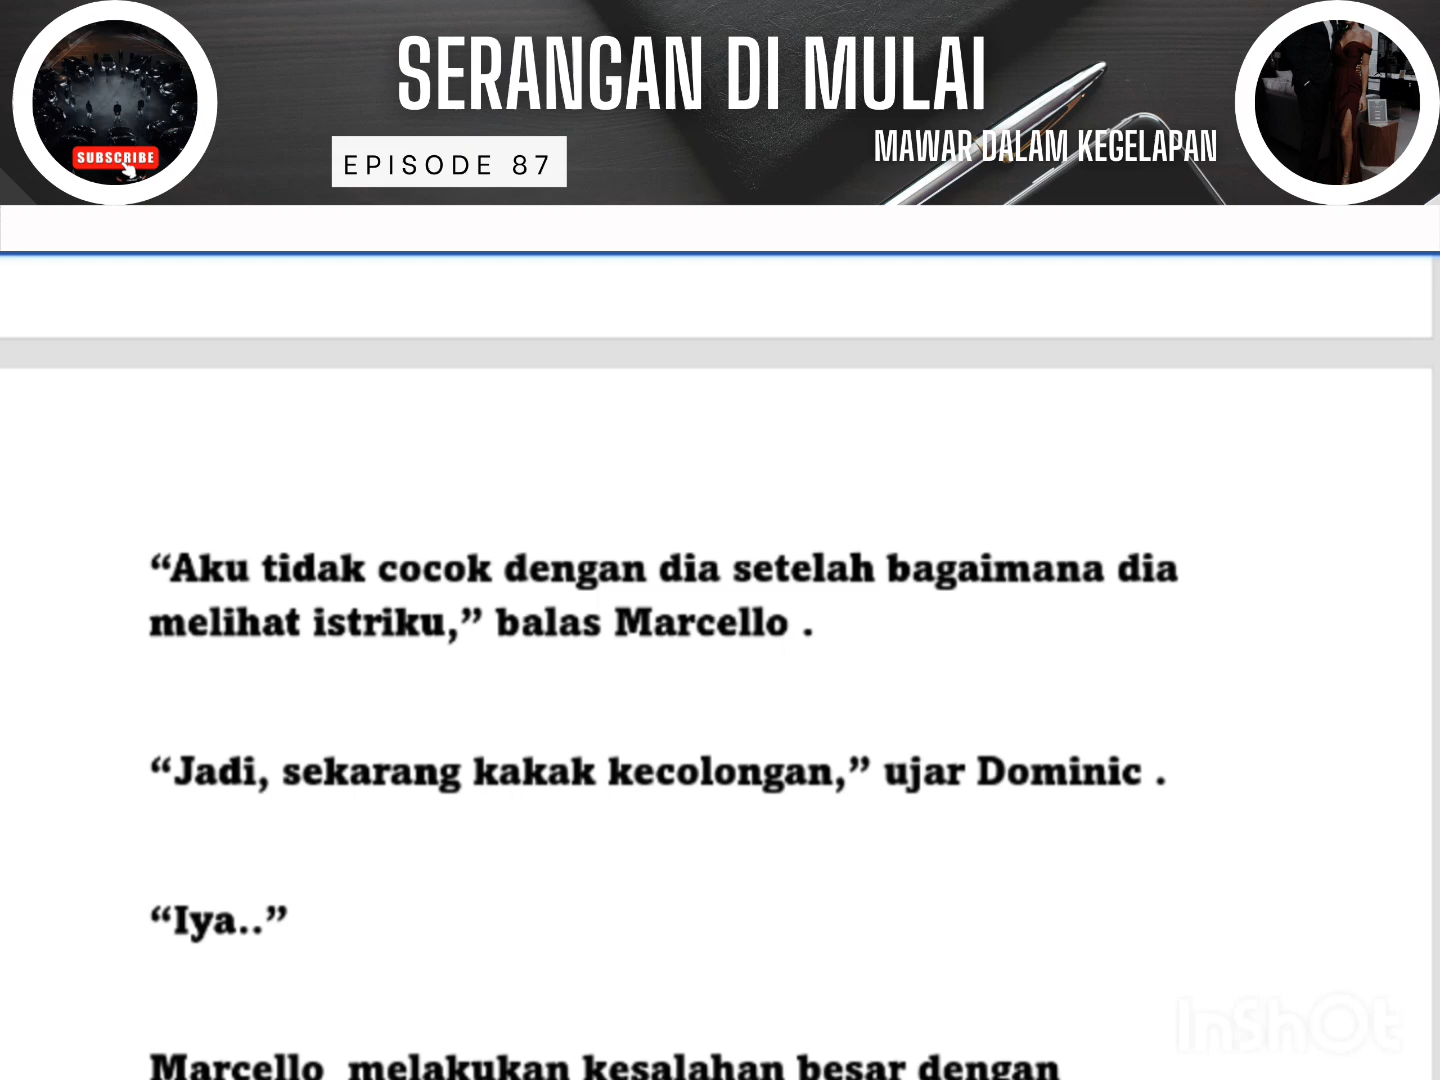 SERANGAN DI MULAI
MAWAR DALAM KEGELAPAN
EPISODE 87
SUBSCRIBE
“Aku tidak cocok dengan dia setelah bagaimana dia
melihat istriku,” balas Marcello .
“Jadi, sekarang kakak kecolongan,” ujar Dominic .
“Iya..”
Marcello melakukan kesalahan besar dengan
InShOt